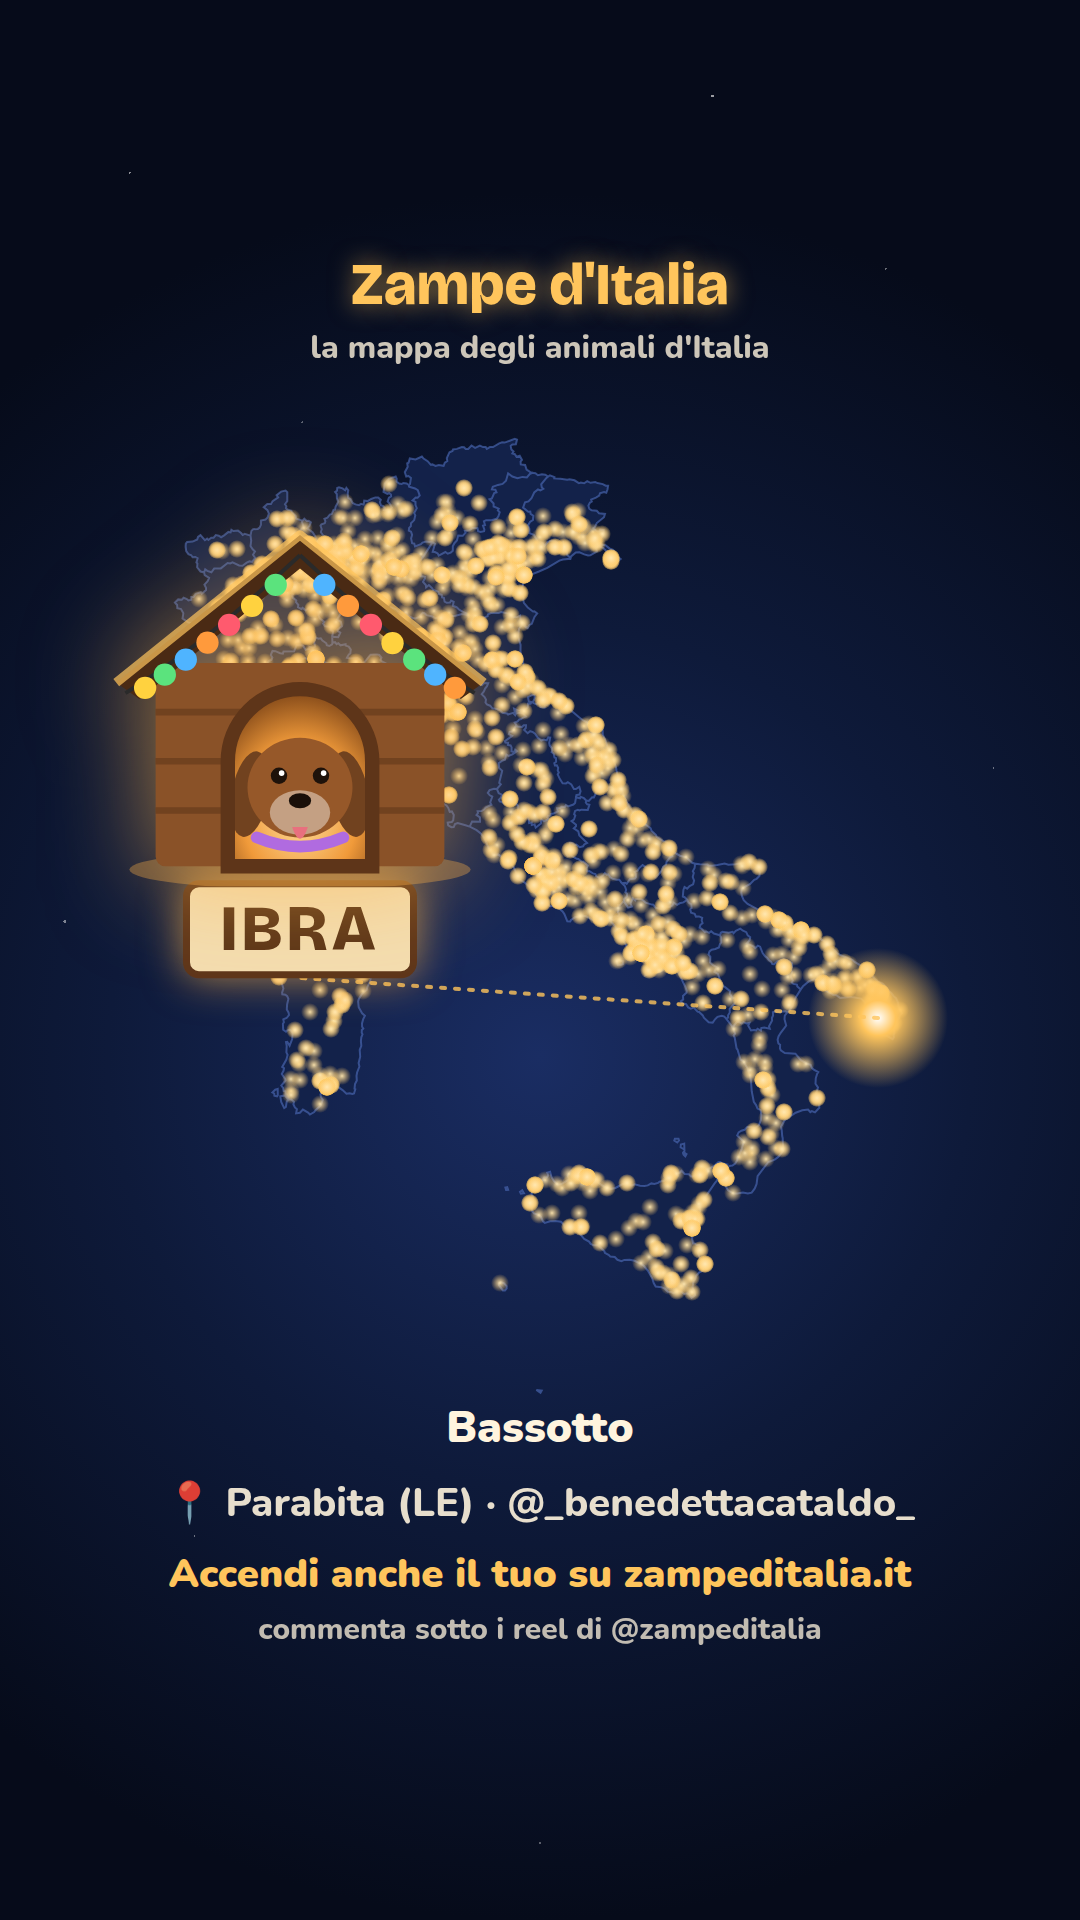 Zampe d'Italia
la mappa degli animali d'Italia
IBRA
Bassotto
📍 Parabita (LE) · @_benedettacataldo_
Accendi anche il tuo su zampeditalia.it
commenta sotto i reel di @zampeditalia